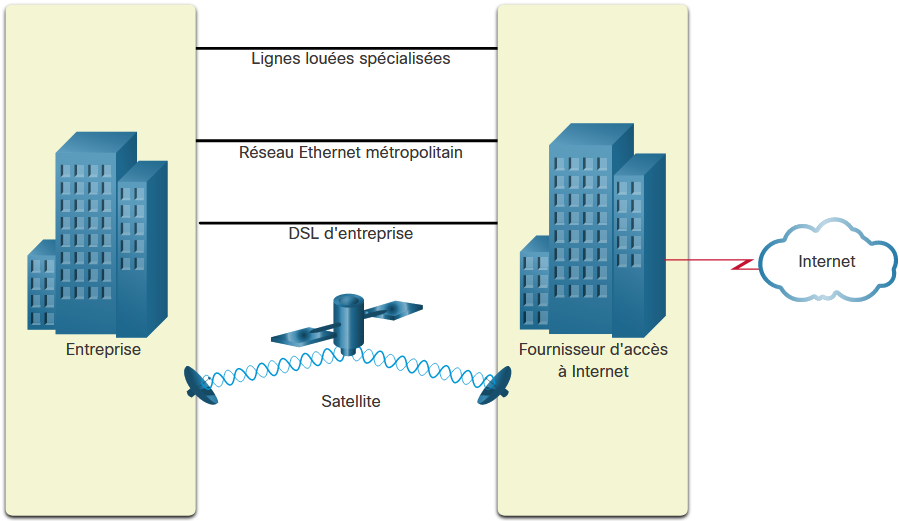 Lignes louées spécialisées
Réseau Ethernet métropolitain
DSL d'entreprise
Internet
Entreprise
Fournisseur d'accès
à Internet
Satellite